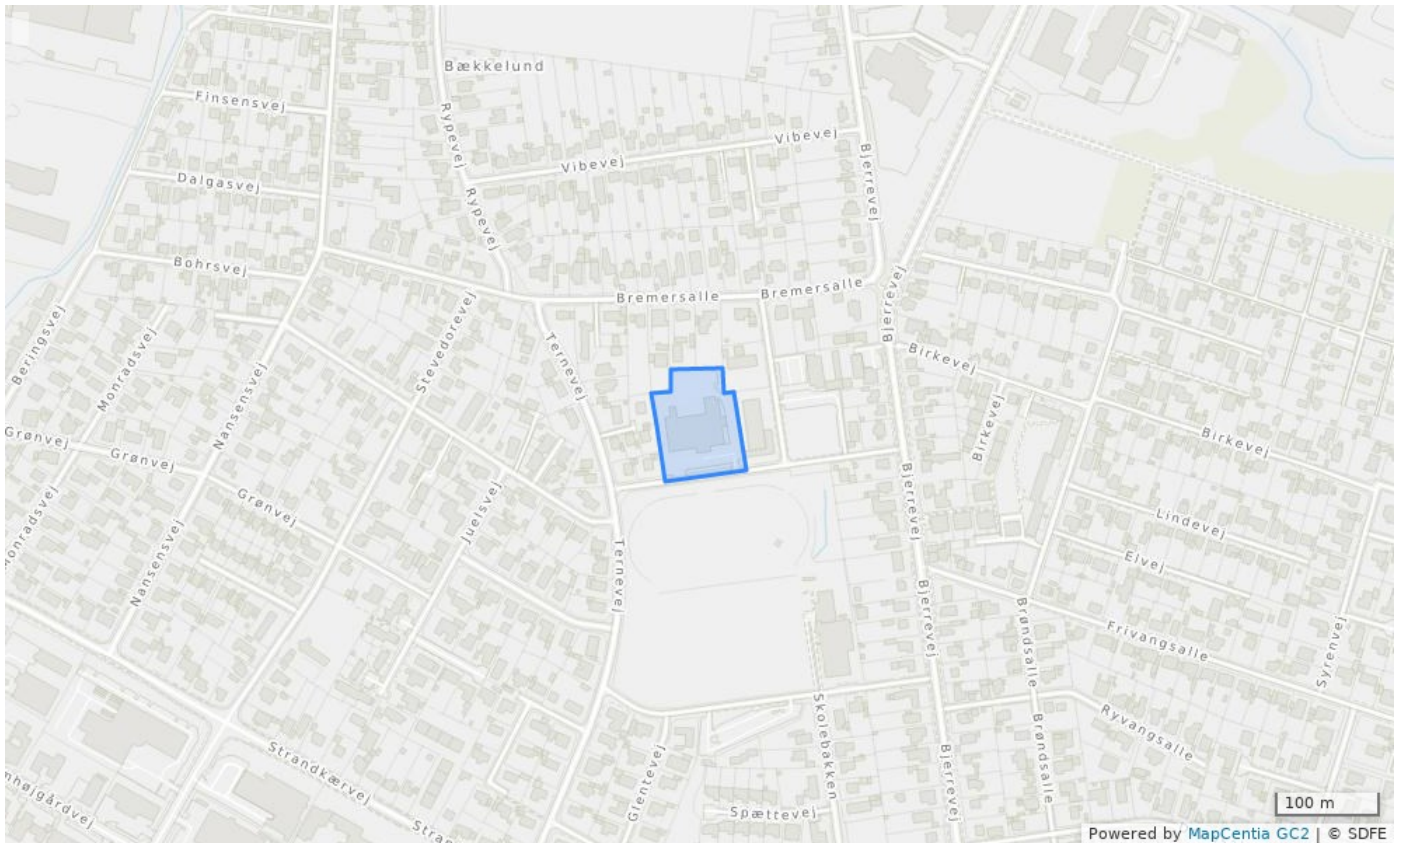 Bækkelund
Finsensvej
Rypevej
Vibevej
Vibevej
Bjerrevej
Dalgasvej
Rypevej
Bohrsvej
Bremersalle
Bremersalle
Bjerrevej
Beringsvej
Monradsvej
Stevedorevej
Ternevej
Birkevej
Nansensvej
Birkevej
Birkevej
Grønvej
Grønvej
Grønvej
Juelsvej
Bjerrevej
Lindevej
Elvej
Monradsvej
Nansensvej
Ternevej
Bjerrevej
Brøndsalle
Frivangsalle
Syrenvej
Skolebakken
Brøndsalle
Ryvangsalle
Strandkærvej
Glentevej
Bjerrevej
mhøjgårdvej
Spættevej
Stran
100 m
Powered by MapCentia GC2 | © SDFE